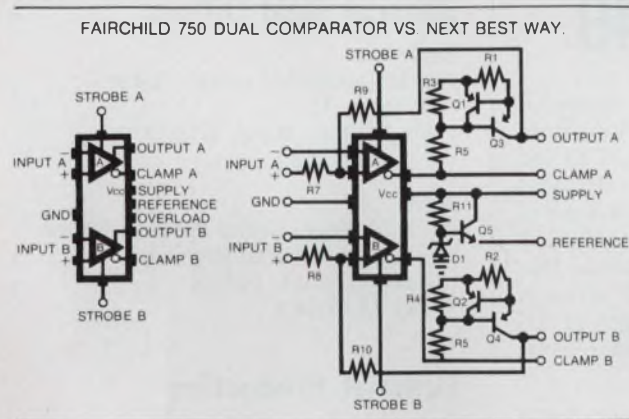 FAIRCHILD 750 DUAL COMPARATOR VS. NEXT BEST WAY.
STROBE A
INPUT A
−
+
A
OUTPUT A
CLAMP A
Vcc
SUPPLY
REFERENCE
GND
OVERLOAD
OUTPUT B
INPUT B
−
+
B
CLAMP B
STROBE B
STROBE A
R1
R9
R3
Q1
Q3
OUTPUT A
−
INPUT A
+
R7
A
R5
CLAMP A
Vcc
SUPPLY
GND
R11
Q5
REFERENCE
−
INPUT B
+
R8
B
D1
R2
R4
Q2
Q4
R5
OUTPUT B
CLAMP B
R10
STROBE B